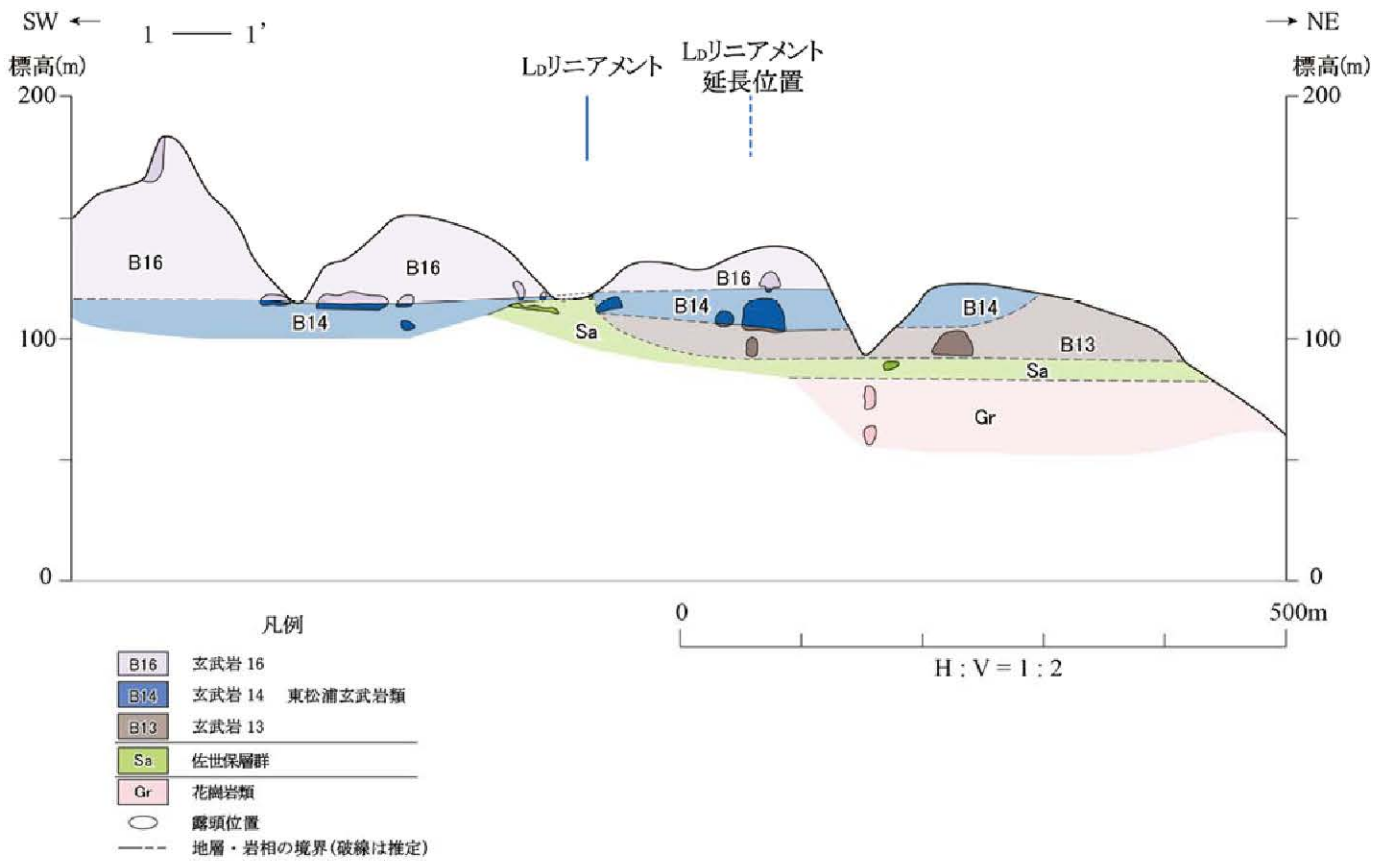 SW ←
1 — 1'
→ NE
標高(m)
LDリニアメント
LDリニアメント
延長位置
標高(m)
200
200
B16
B16
B16
B14
B14
B14
Sa
B13
100
100
Sa
Gr
0
0
0
500m
H : V = 1 : 2
凡例
B16 玄武岩 16
B14 玄武岩 14 東松浦玄武岩類
B13 玄武岩 13
Sa 佐世保層群
Gr 花崗岩類
露頭位置
地層・岩相の境界(破線は推定)